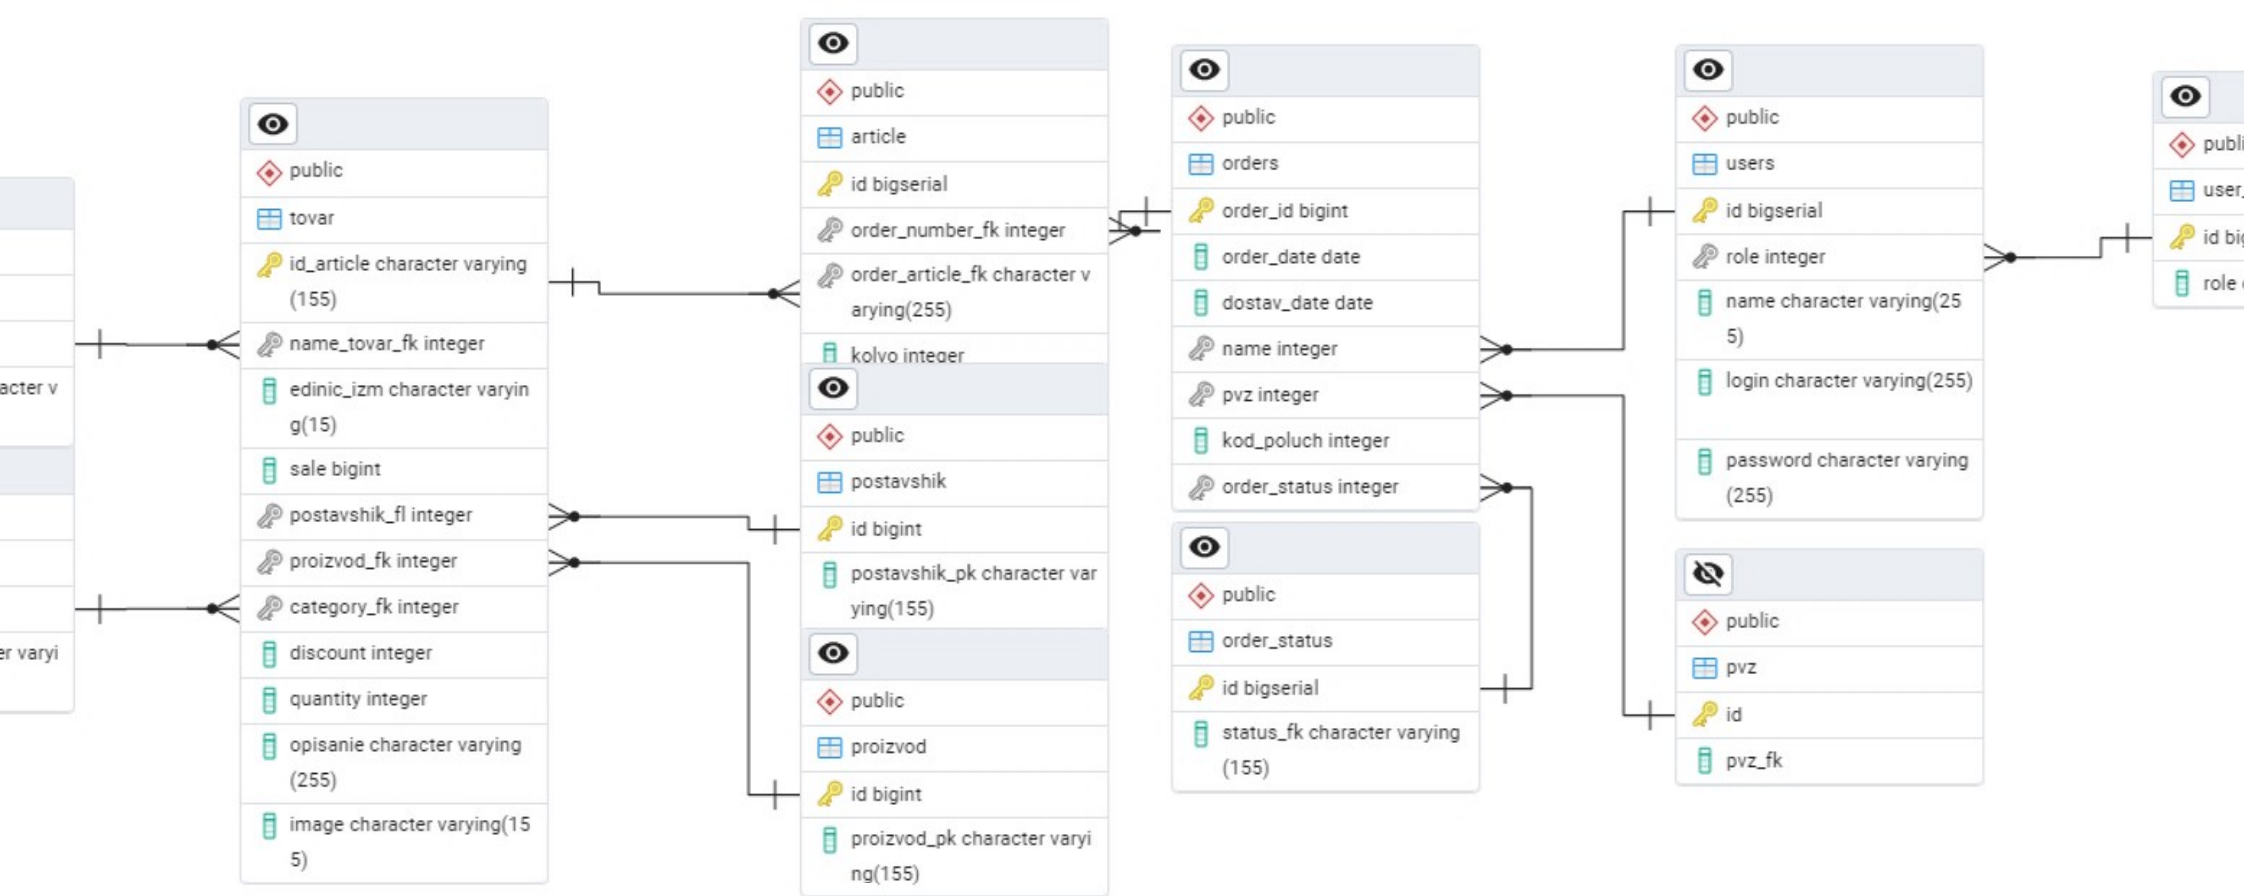 acter v
er varyi
public
tovar
id_article character varying
(155)
name_tovar_fk integer
edinic_izm character varyin
g(15)
sale bigint
postavshik_fl integer
proizvod_fk integer
category_fk integer
discount integer
quantity integer
opisanie character varying
(255)
image character varying(15
5)
public
article
id bigserial
order_number_fk integer
order_article_fk character v
arying(255)
kolvo integer
public
postavshik
id bigint
postavshik_pk character var
ying(155)
public
proizvod
id bigint
proizvod_pk character varyi
ng(155)
public
orders
order_id bigint
order_date date
dostav_date date
name integer
pvz integer
kod_poluch integer
order_status integer
public
order_status
id bigserial
status_fk character varying
(155)
public
users
id bigserial
role integer
name character varying(25
5)
login character varying(255)
password character varying
(255)
public
pvz
id
pvz_fk
publi
user_
id big
role